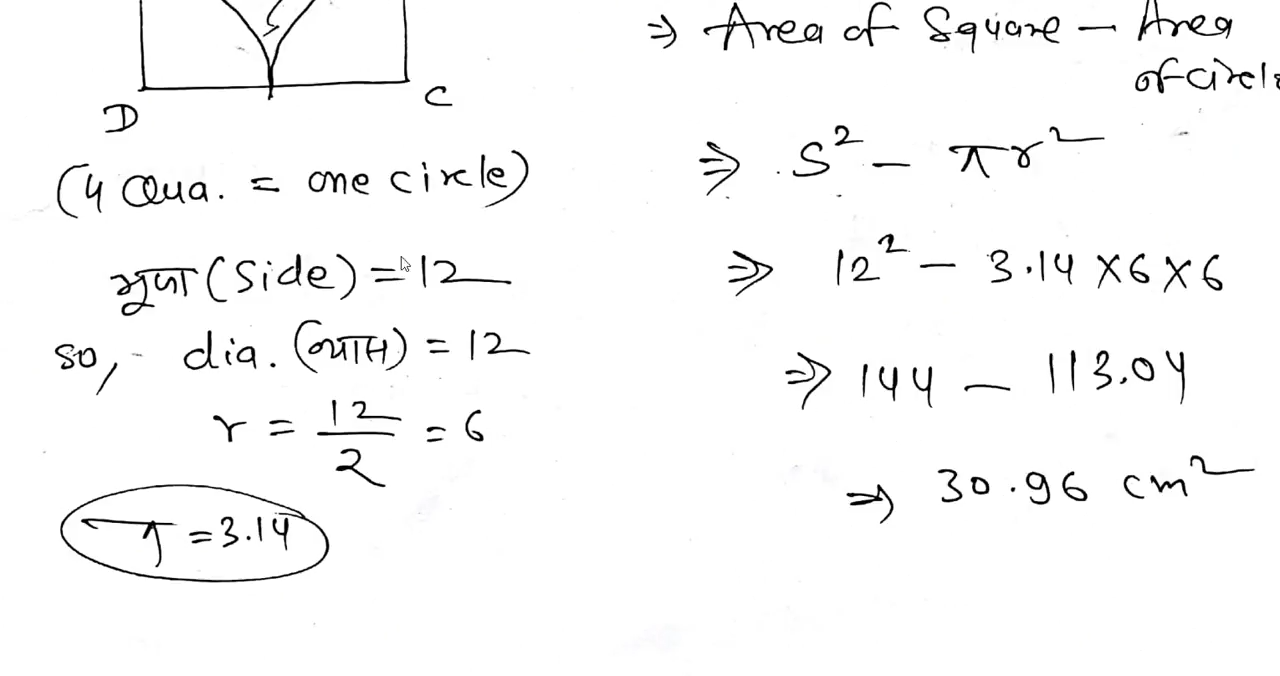 D
C
(4 Qua. = one circle)
भुजा (Side) = 12
so, - dia. (व्यास) = 12
r = 12/2 = 6
π = 3.14
⇒ Area of Square - Area
of circle
⇒ S² - πr²
⇒ 12² - 3.14 × 6 × 6
⇒ 144 - 113.04
⇒ 30.96 cm²